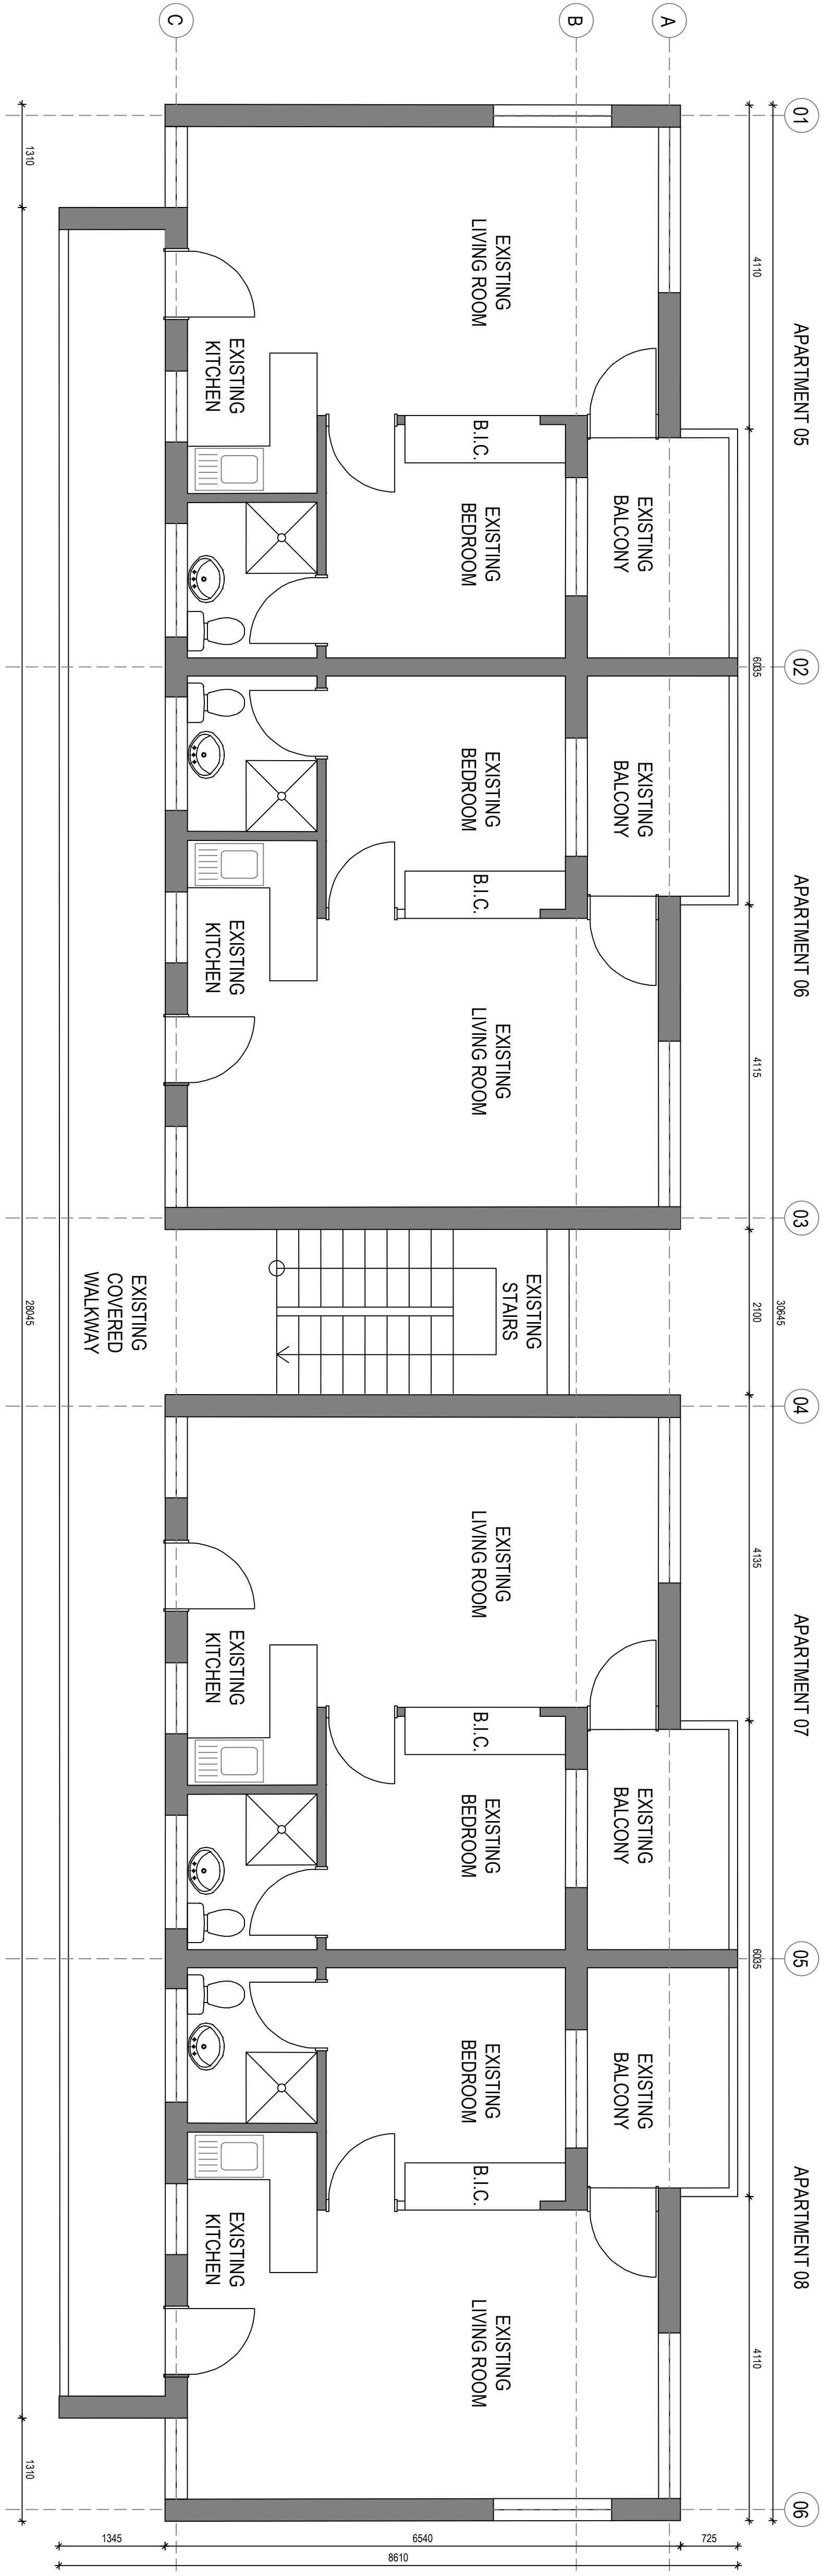 01
APARTMENT 05
02
APARTMENT 06
03
04
APARTMENT 07
05
APARTMENT 08
06
30645
4110
6035
4115
2100
4135
6035
4110
A
B
C
EXISTING
BALCONY
EXISTING
BALCONY
EXISTING
BALCONY
EXISTING
BALCONY
EXISTING
LIVING ROOM
B.I.C.
EXISTING
BEDROOM
EXISTING
BEDROOM
B.I.C.
EXISTING
LIVING ROOM
EXISTING
STAIRS
EXISTING
LIVING ROOM
B.I.C.
EXISTING
BEDROOM
EXISTING
BEDROOM
B.I.C.
EXISTING
LIVING ROOM
EXISTING
KITCHEN
EXISTING
KITCHEN
EXISTING
KITCHEN
EXISTING
KITCHEN
EXISTING
COVERED
WALKWAY
1310
28045
1310
725
6540
1345
8610